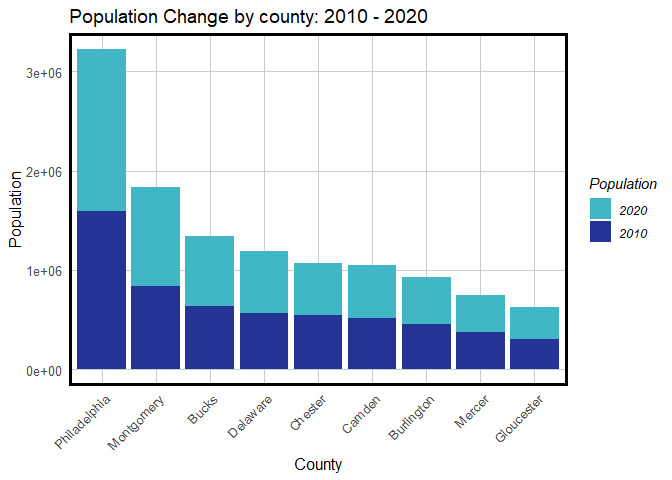 Population Change by county: 2010 - 2020
3e+06
2e+06
1e+06
0e+00
Population
Philadelphia
Montgomery
Bucks
Delaware
Chester
Camden
Burlington
Mercer
Gloucester
County
Population
2020
2010